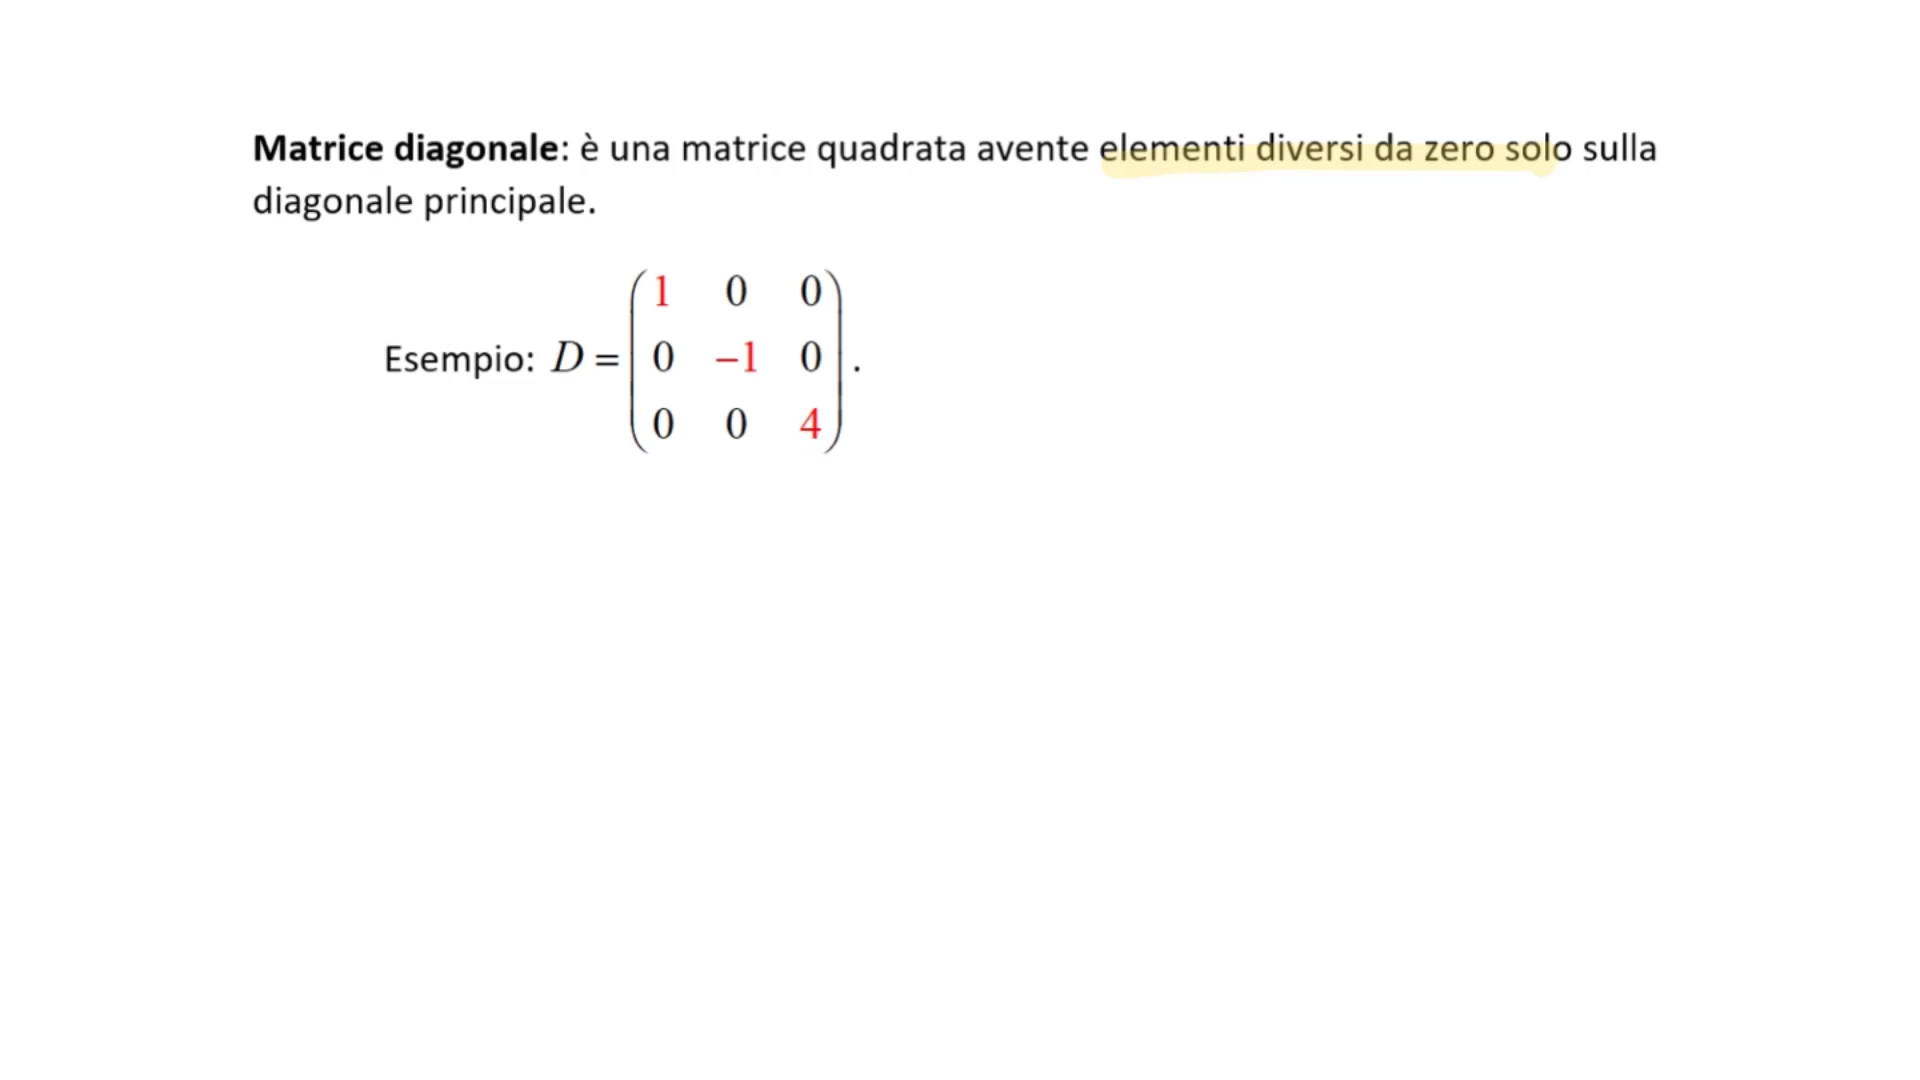 Matrice diagonale: è una matrice quadrata avente elementi diversi da zero solo sulla
diagonale principale.
1 0 0
Esempio: D = 0 −1 0 .
0 0 4